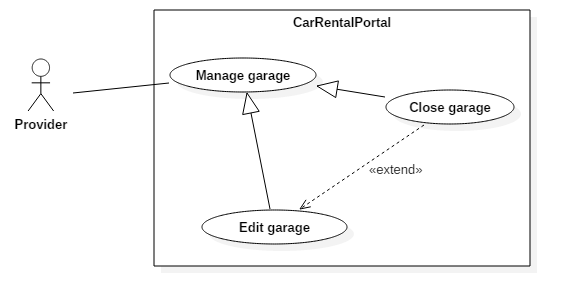 CarRentalPortal
Manage garage
Close garage
Provider
«extend»
Edit garage